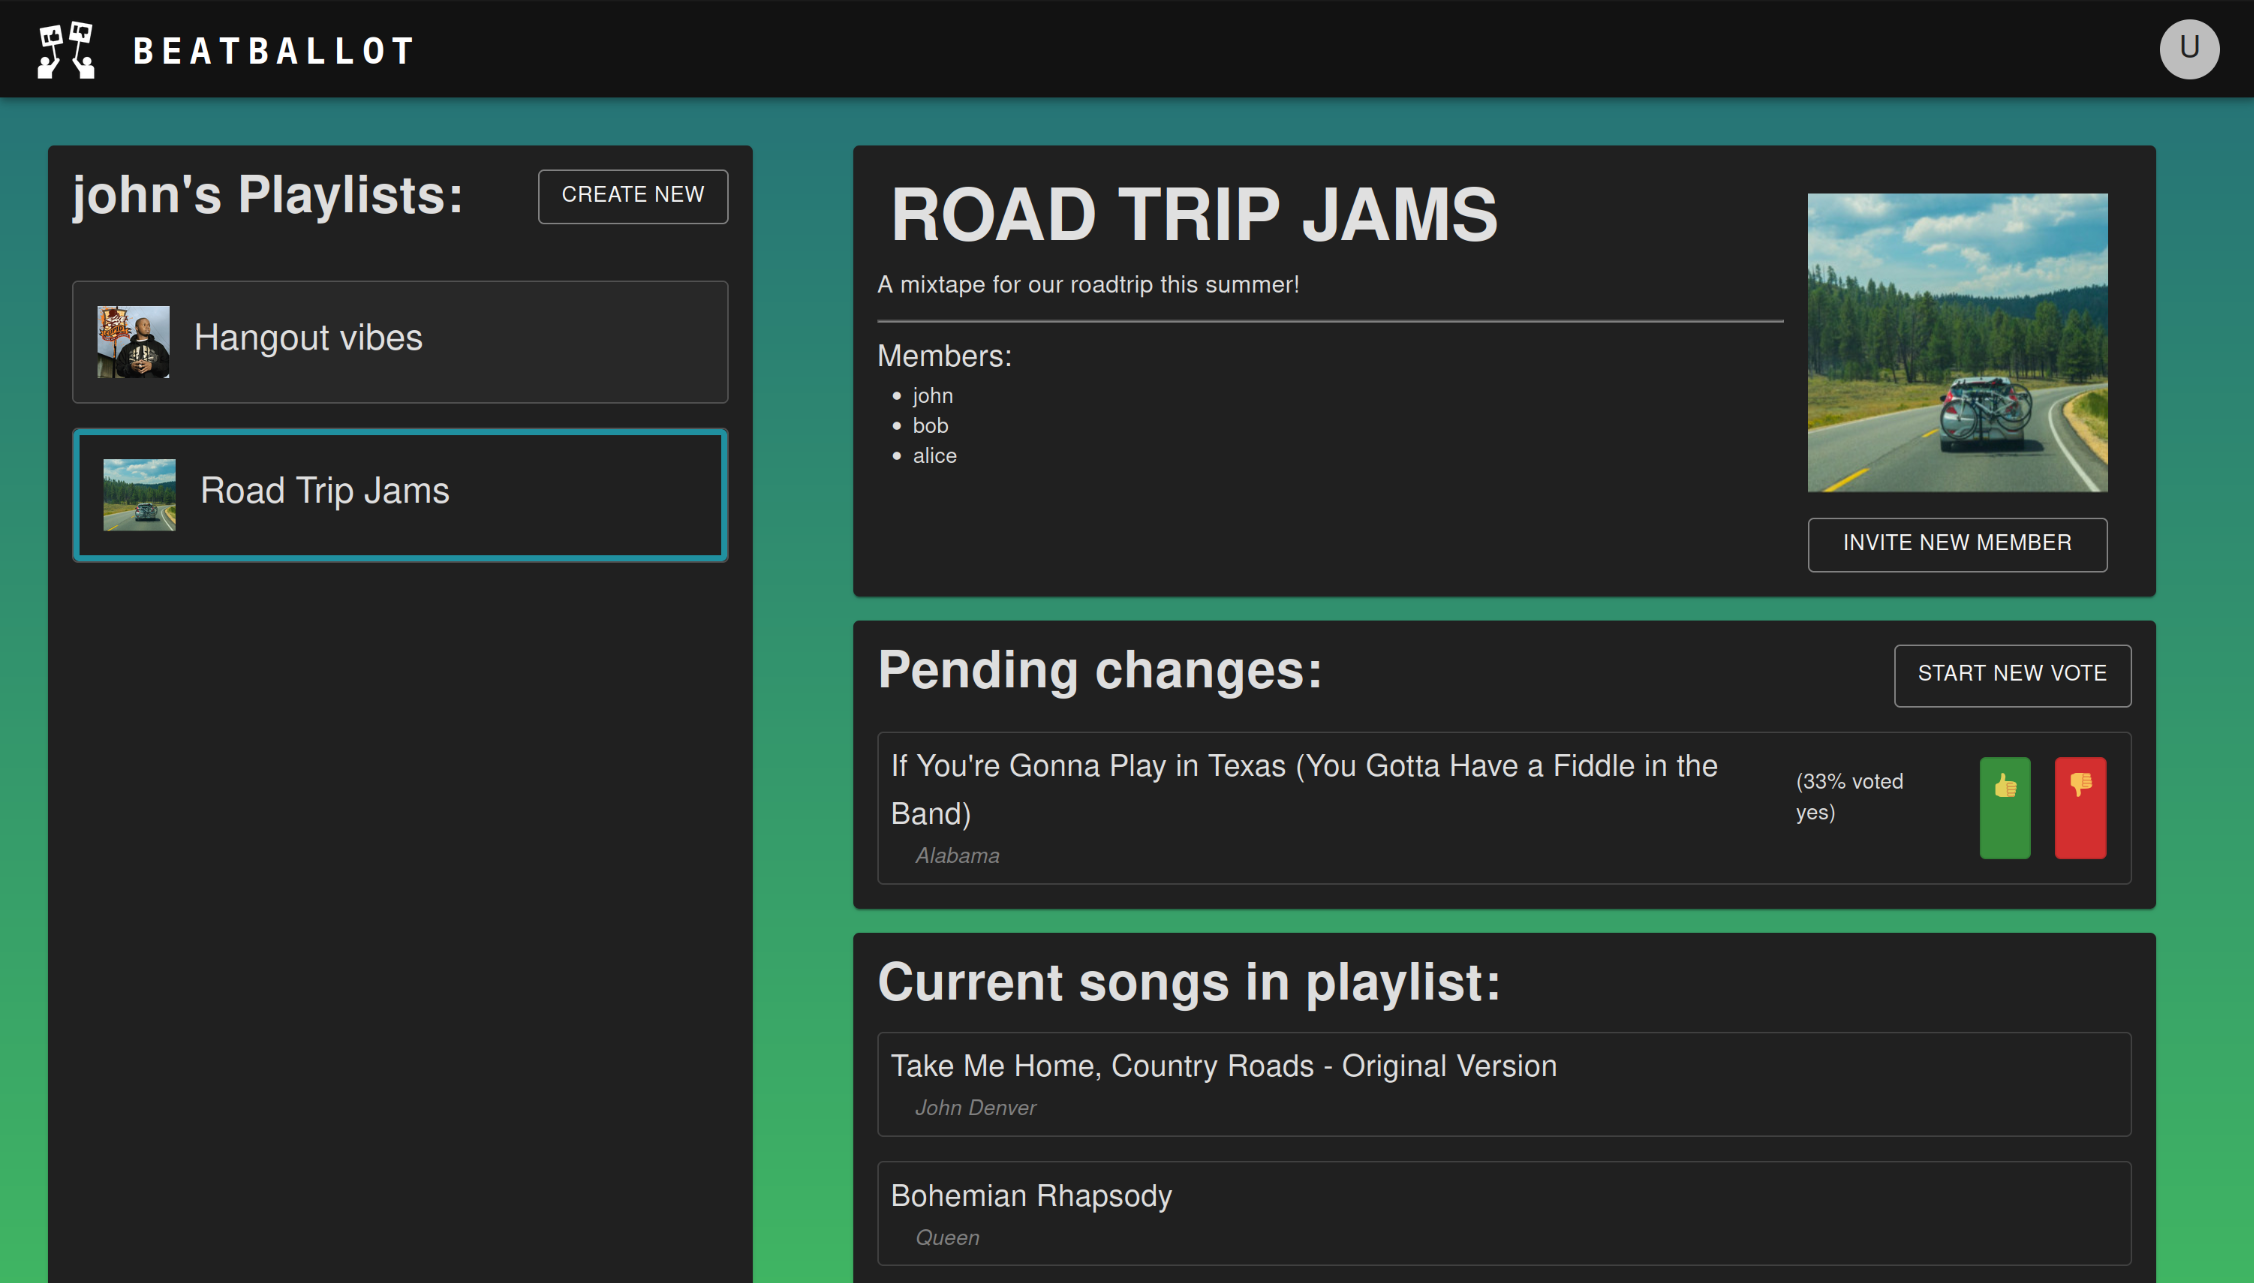 BEATBALLOT
U
john's Playlists:
CREATE NEW
Hangout vibes
Road Trip Jams
ROAD TRIP JAMS
A mixtape for our roadtrip this summer!
Members:
john
bob
alice
INVITE NEW MEMBER
Pending changes:
START NEW VOTE
If You're Gonna Play in Texas (You Gotta Have a Fiddle in the
Band)
Alabama
(33% voted
yes)
Current songs in playlist:
Take Me Home, Country Roads - Original Version
John Denver
Bohemian Rhapsody
Queen